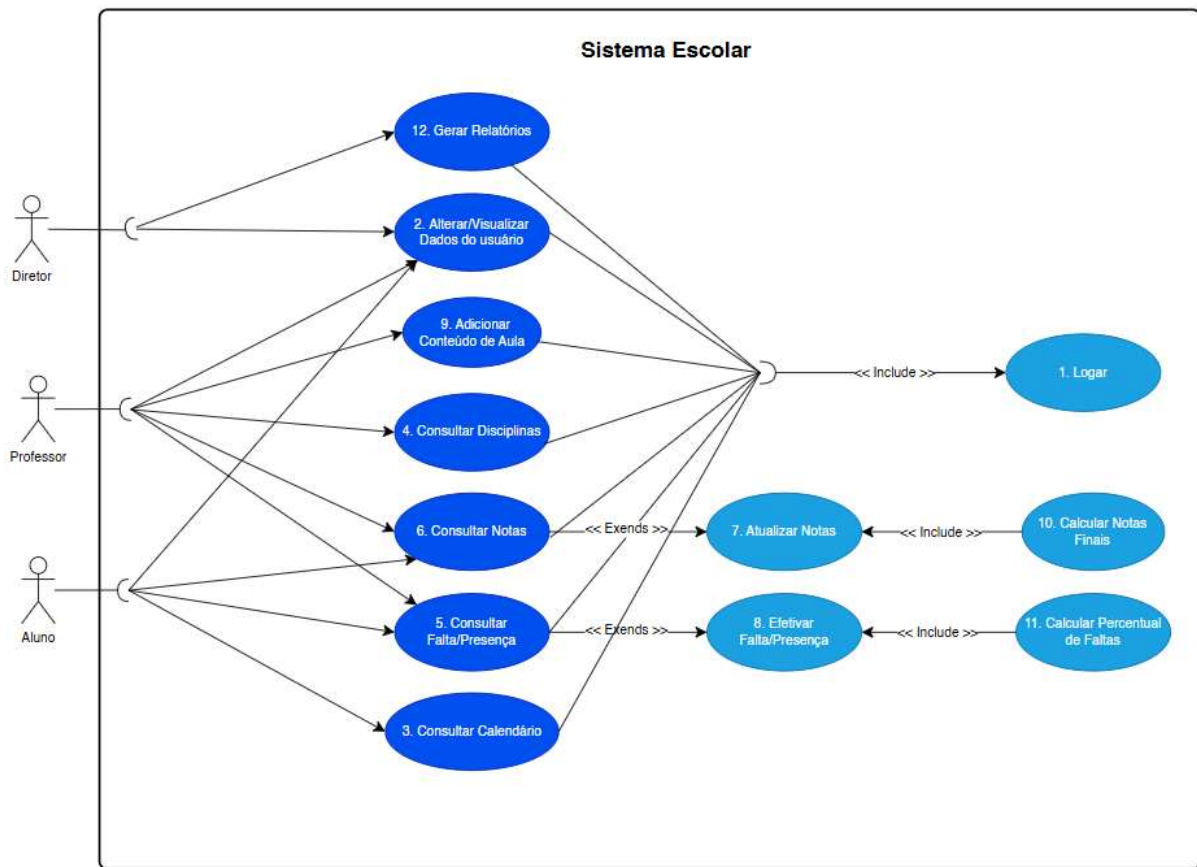 Sistema Escolar
12. Gerar Relatórios
Diretor
2. Alterar/Visualizar
Dados do usuário
9. Adicionar
Conteúdo de Aula
<< Include >>
1. Logar
Professor
4. Consultar Disciplinas
6. Consultar Notas
<< Exends >>
7. Atualizar Notas
<< Include >>
10. Calcular Notas
Finais
Aluno
5. Consultar
Falta/Presença
<< Exends >>
8. Efetivar
Falta/Presença
<< Include >>
11. Calcular Percentual
de Faltas
3. Consultar Calendário